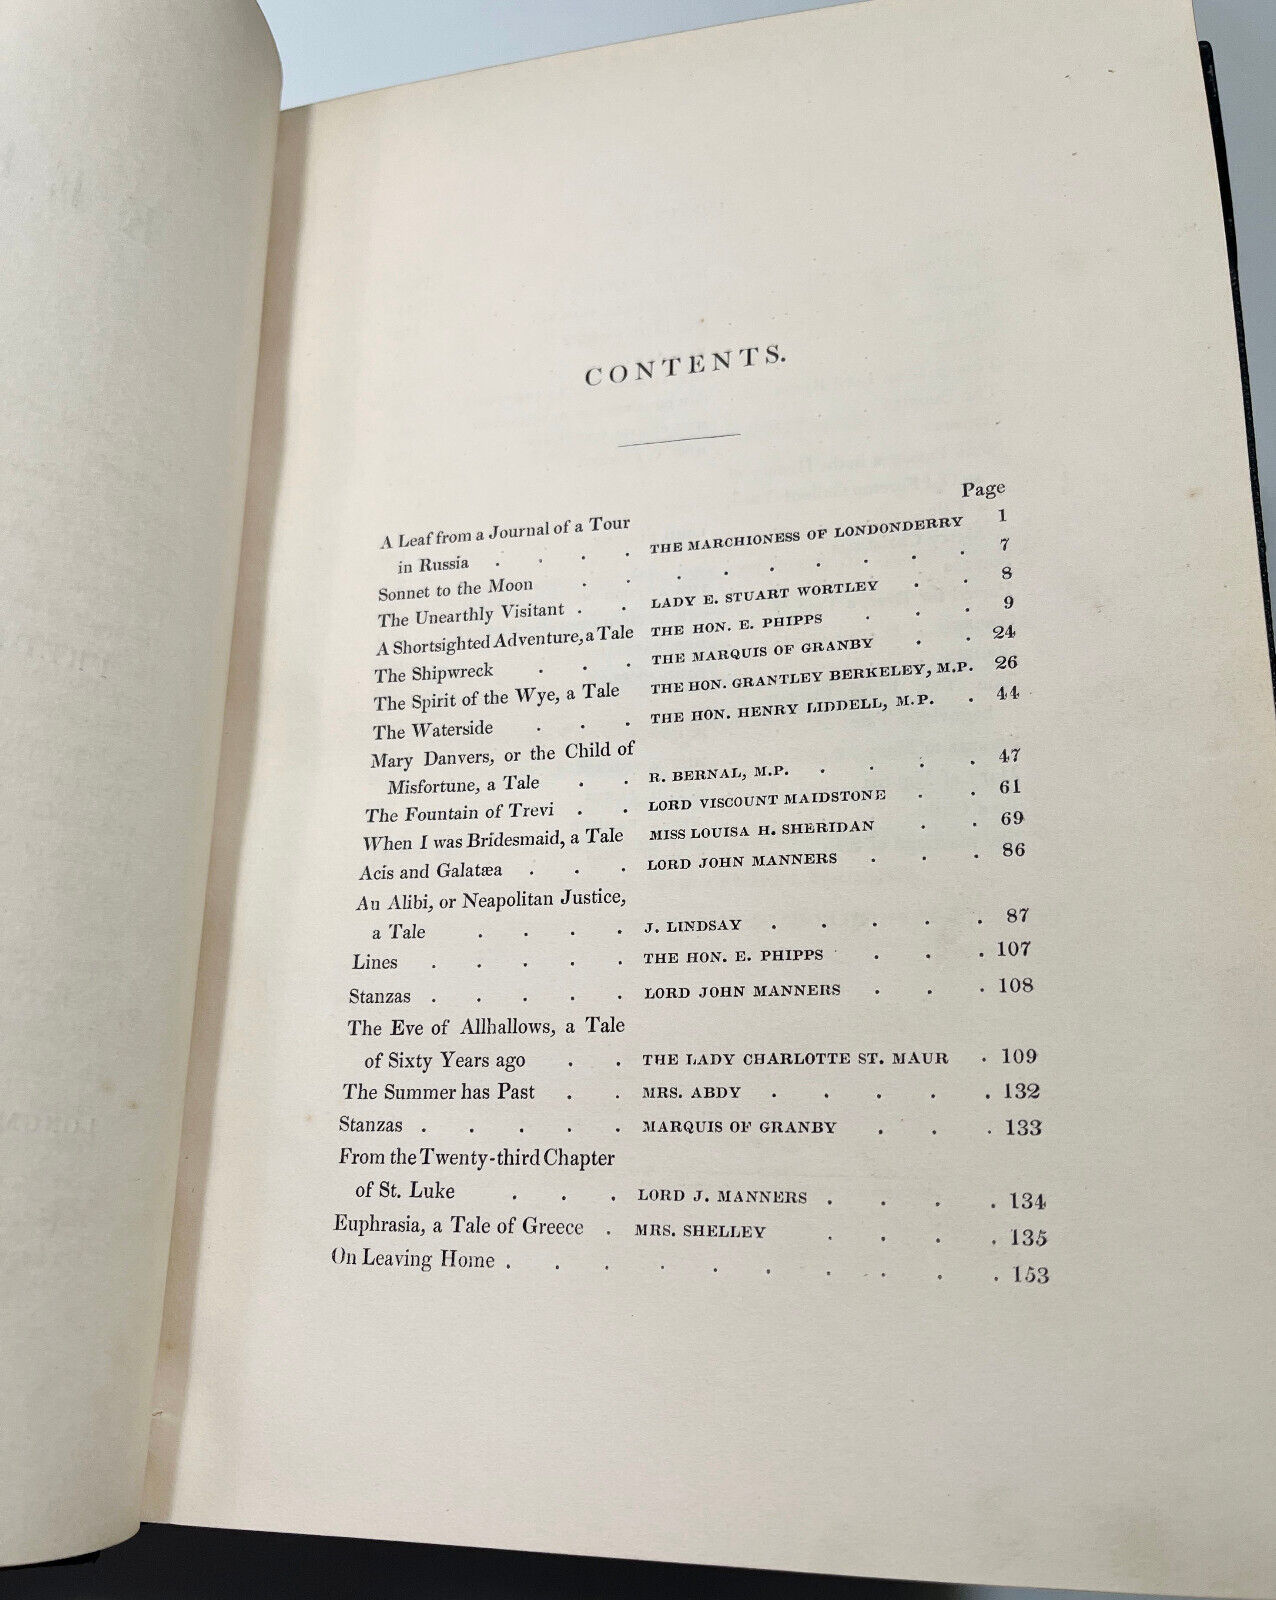 CONTENTS.
Page
A Leaf from a Journal of a Tour
in Russia . . . . THE MARCHIONESS OF LONDONDERRY 1
Sonnet to the Moon . . . . . . . . . 7
The Unearthly Visitant . . LADY E. STUART WORTLEY . . 8
A Shortsighted Adventure, a Tale THE HON. E. PHIPPS . . . 9
The Shipwreck . . . THE MARQUIS OF GRANBY . . 24
The Spirit of the Wye, a Tale THE HON. GRANTLEY BERKELEY, M.P. 26
The Waterside . . . THE HON. HENRY LIDDELL, M.P. . 44
Mary Danvers, or the Child of
Misfortune, a Tale . . R. BERNAL, M.P. . . . . 47
The Fountain of Trevi . . LORD VISCOUNT MAIDSTONE . . 61
When I was Bridesmaid, a Tale MISS LOUISA H. SHERIDAN . . 69
Acis and Galatæa . . . LORD JOHN MANNERS . . . 86
An Alibi, or Neapolitan Justice,
a Tale . . . . J. LINDSAY . . . . . 87
Lines . . . . . THE HON. E. PHIPPS . . . 107
Stanzas . . . . . LORD JOHN MANNERS . . . 108
The Eve of Allhallows, a Tale
of Sixty Years ago . . THE LADY CHARLOTTE ST. MAUR . 109
The Summer has Past . . MRS. ABDY . . . . . 132
Stanzas . . . . . MARQUIS OF GRANBY . . . 133
From the Twenty-third Chapter
of St. Luke . . . LORD J. MANNERS . . . . 134
Euphrasia, a Tale of Greece . MRS. SHELLEY . . . . 135
On Leaving Home . . . . . . . . . . 153